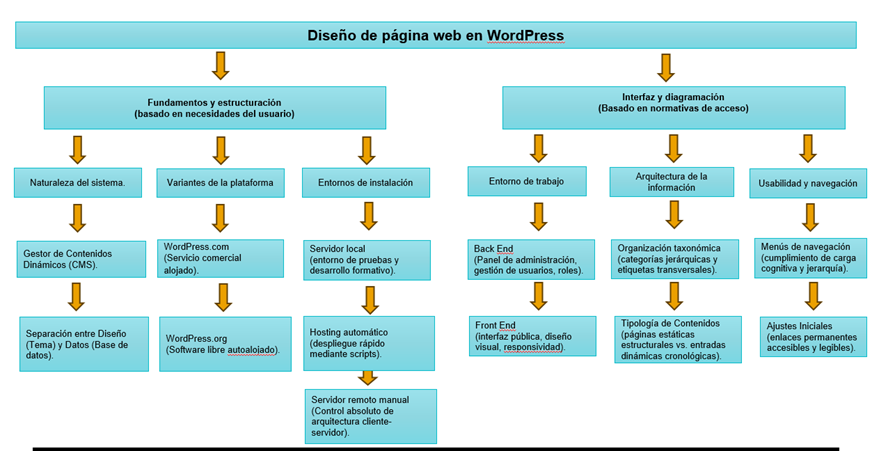 Diseño de página web en WordPress
Fundamentos y estructuración
(basado en necesidades del usuario)
Interfaz y diagramación
(Basado en normativas de acceso)
Naturaleza del sistema.
Variantes de la plataforma
Entornos de instalación
Entorno de trabajo
Arquitectura de la
información
Usabilidad y navegación
Gestor de Contenidos
Dinámicos (CMS).
WordPress.com
(Servicio comercial
alojado).
Servidor local
(entorno de pruebas y
desarrollo formativo).
Back End
(Panel de administración,
gestión de usuarios, roles).
Organización taxonómica
(categorías jerárquicas y
etiquetas transversales).
Menús de navegación
(cumplimiento de carga
cognitiva y jerarquía).
Separación entre Diseño
(Tema) y Datos (Base de
datos).
WordPress.org
(Software libre autoalojado).
Hosting automático
(despliegue rápido
mediante scripts).
Front End
(interfaz pública, diseño
visual, responsividad).
Tipología de Contenidos
(páginas estáticas
estructurales vs. entradas
dinámicas cronológicas).
Ajustes Iniciales
(enlaces permanentes
accesibles y legibles).
Servidor remoto manual
(Control absoluto de
arquitectura cliente-
servidor).